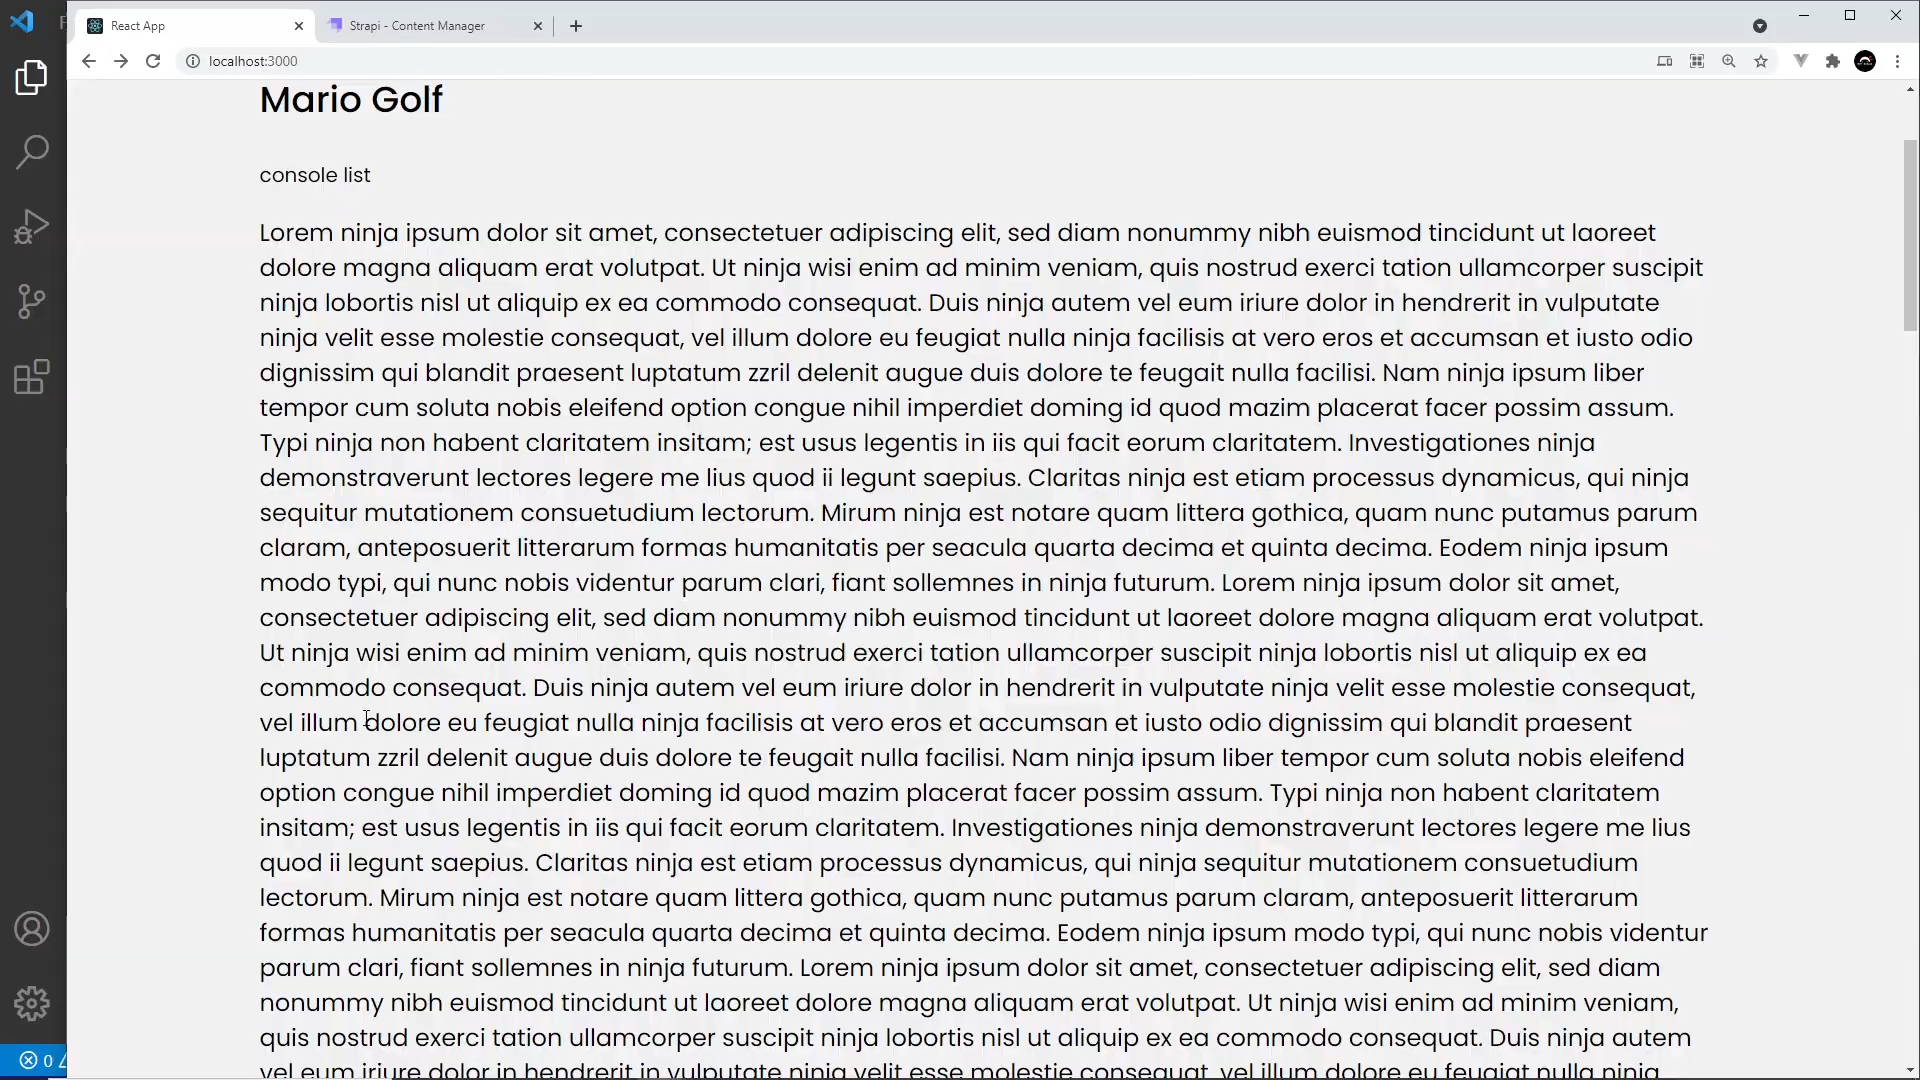 React App
Strapi - Content Manager
localhost:3000
Mario Golf
console list
Lorem ninja ipsum dolor sit amet, consectetuer adipiscing elit, sed diam nonummy nibh euismod tincidunt ut laoreet
dolore magna aliquam erat volutpat. Ut ninja wisi enim ad minim veniam, quis nostrud exerci tation ullamcorper suscipit
ninja lobortis nisl ut aliquip ex ea commodo consequat. Duis ninja autem vel eum iriure dolor in hendrerit in vulputate
ninja velit esse molestie consequat, vel illum dolore eu feugiat nulla ninja facilisis at vero eros et accumsan et iusto odio
dignissim qui blandit praesent luptatum zzril delenit augue duis dolore te feugait nulla facilisi. Nam ninja ipsum liber
tempor cum soluta nobis eleifend option congue nihil imperdiet doming id quod mazim placerat facer possim assum.
Typi ninja non habent claritatem insitam; est usus legentis in iis qui facit eorum claritatem. Investigationes ninja
demonstraverunt lectores legere me lius quod ii legunt saepius. Claritas ninja est etiam processus dynamicus, qui ninja
sequitur mutationem consuetudium lectorum. Mirum ninja est notare quam littera gothica, quam nunc putamus parum
claram, anteposuerit litterarum formas humanitatis per seacula quarta decima et quinta decima. Eodem ninja ipsum
modo typi, qui nunc nobis videntur parum clari, fiant sollemnes in ninja futurum. Lorem ninja ipsum dolor sit amet,
consectetuer adipiscing elit, sed diam nonummy nibh euismod tincidunt ut laoreet dolore magna aliquam erat volutpat.
Ut ninja wisi enim ad minim veniam, quis nostrud exerci tation ullamcorper suscipit ninja lobortis nisl ut aliquip ex ea
commodo consequat. Duis ninja autem vel eum iriure dolor in hendrerit in vulputate ninja velit esse molestie consequat,
vel illum dolore eu feugiat nulla ninja facilisis at vero eros et accumsan et iusto odio dignissim qui blandit praesent
luptatum zzril delenit augue duis dolore te feugait nulla facilisi. Nam ninja ipsum liber tempor cum soluta nobis eleifend
option congue nihil imperdiet doming id quod mazim placerat facer possim assum. Typi ninja non habent claritatem
insitam; est usus legentis in iis qui facit eorum claritatem. Investigationes ninja demonstraverunt lectores legere me lius
quod ii legunt saepius. Claritas ninja est etiam processus dynamicus, qui ninja sequitur mutationem consuetudium
lectorum. Mirum ninja est notare quam littera gothica, quam nunc putamus parum claram, anteposuerit litterarum
formas humanitatis per seacula quarta decima et quinta decima. Eodem ninja ipsum modo typi, qui nunc nobis videntur
parum clari, fiant sollemnes in ninja futurum. Lorem ninja ipsum dolor sit amet, consectetuer adipiscing elit, sed diam
nonummy nibh euismod tincidunt ut laoreet dolore magna aliquam erat volutpat. Ut ninja wisi enim ad minim veniam,
quis nostrud exerci tation ullamcorper suscipit ninja lobortis nisl ut aliquip ex ea commodo consequat. Duis ninja autem
vel eum iriure dolor in hendrerit in vulputate ninja velit esse molestie consequat, vel illum dolore eu feugiat nulla ninja
0